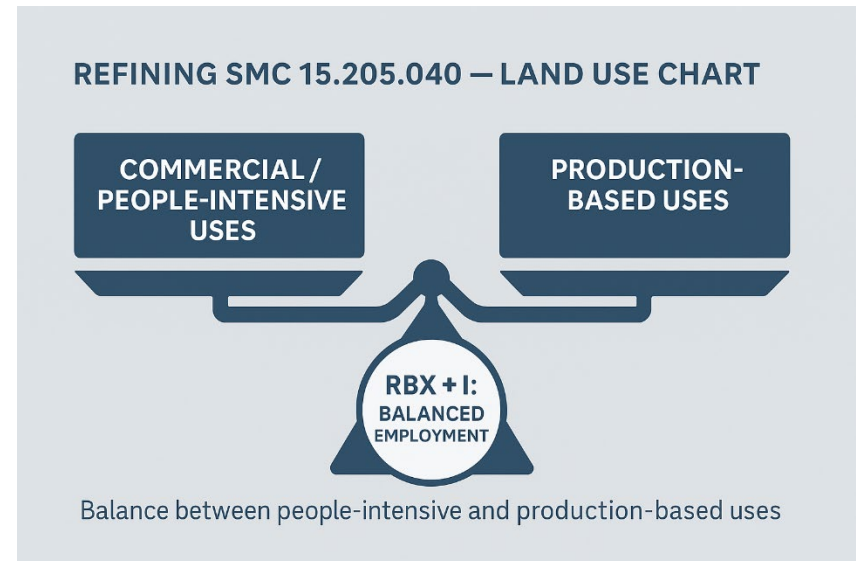 REFINING SMC 15.205.040 — LAND USE CHART
COMMERCIAL /
PEOPLE-INTENSIVE
USES
PRODUCTION-
BASED USES
RBX + I:
BALANCED
EMPLOYMENT
Balance between people-intensive and production-based uses